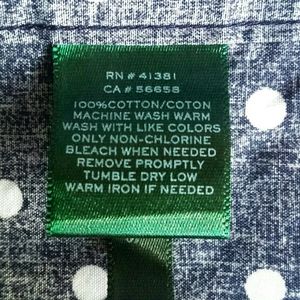 RN # 41381
CA # 56658
100%COTTON/COTON
MACHINE WASH WARM
WASH WITH LIKE COLORS
ONLY NON-CHLORINE
BLEACH WHEN NEEDED
REMOVE PROMPTLY
TUMBLE DRY LOW
WARM IRON IF NEEDED